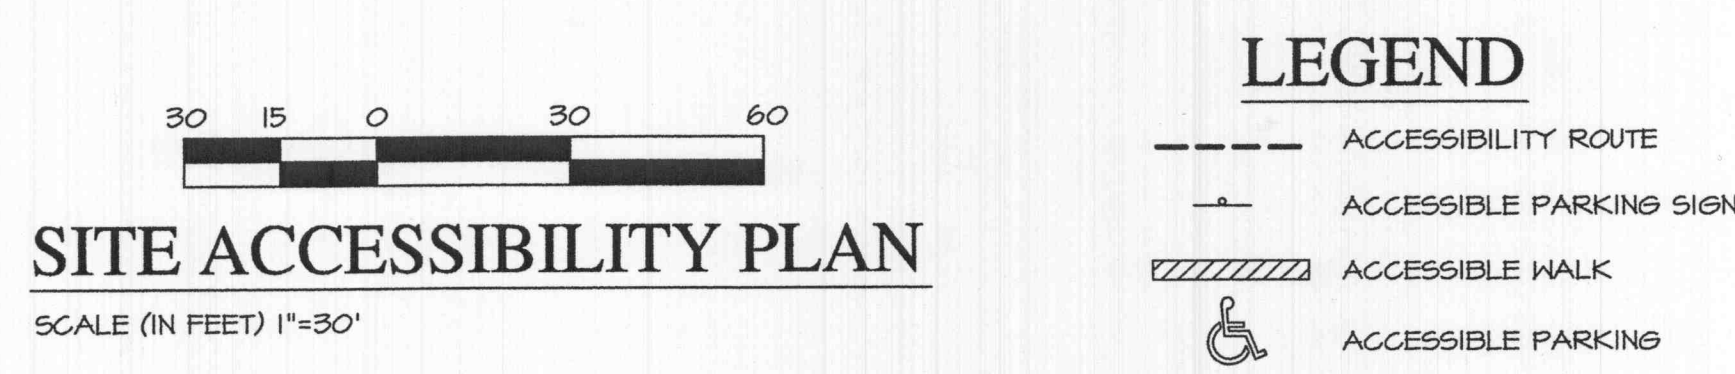 30 15 0 30 60
SITE ACCESSIBILITY PLAN
SCALE (IN FEET) 1"=30'
LEGEND
ACCESSIBILITY ROUTE
ACCESSIBLE PARKING SIGN
ACCESSIBLE WALK
ACCESSIBLE PARKING